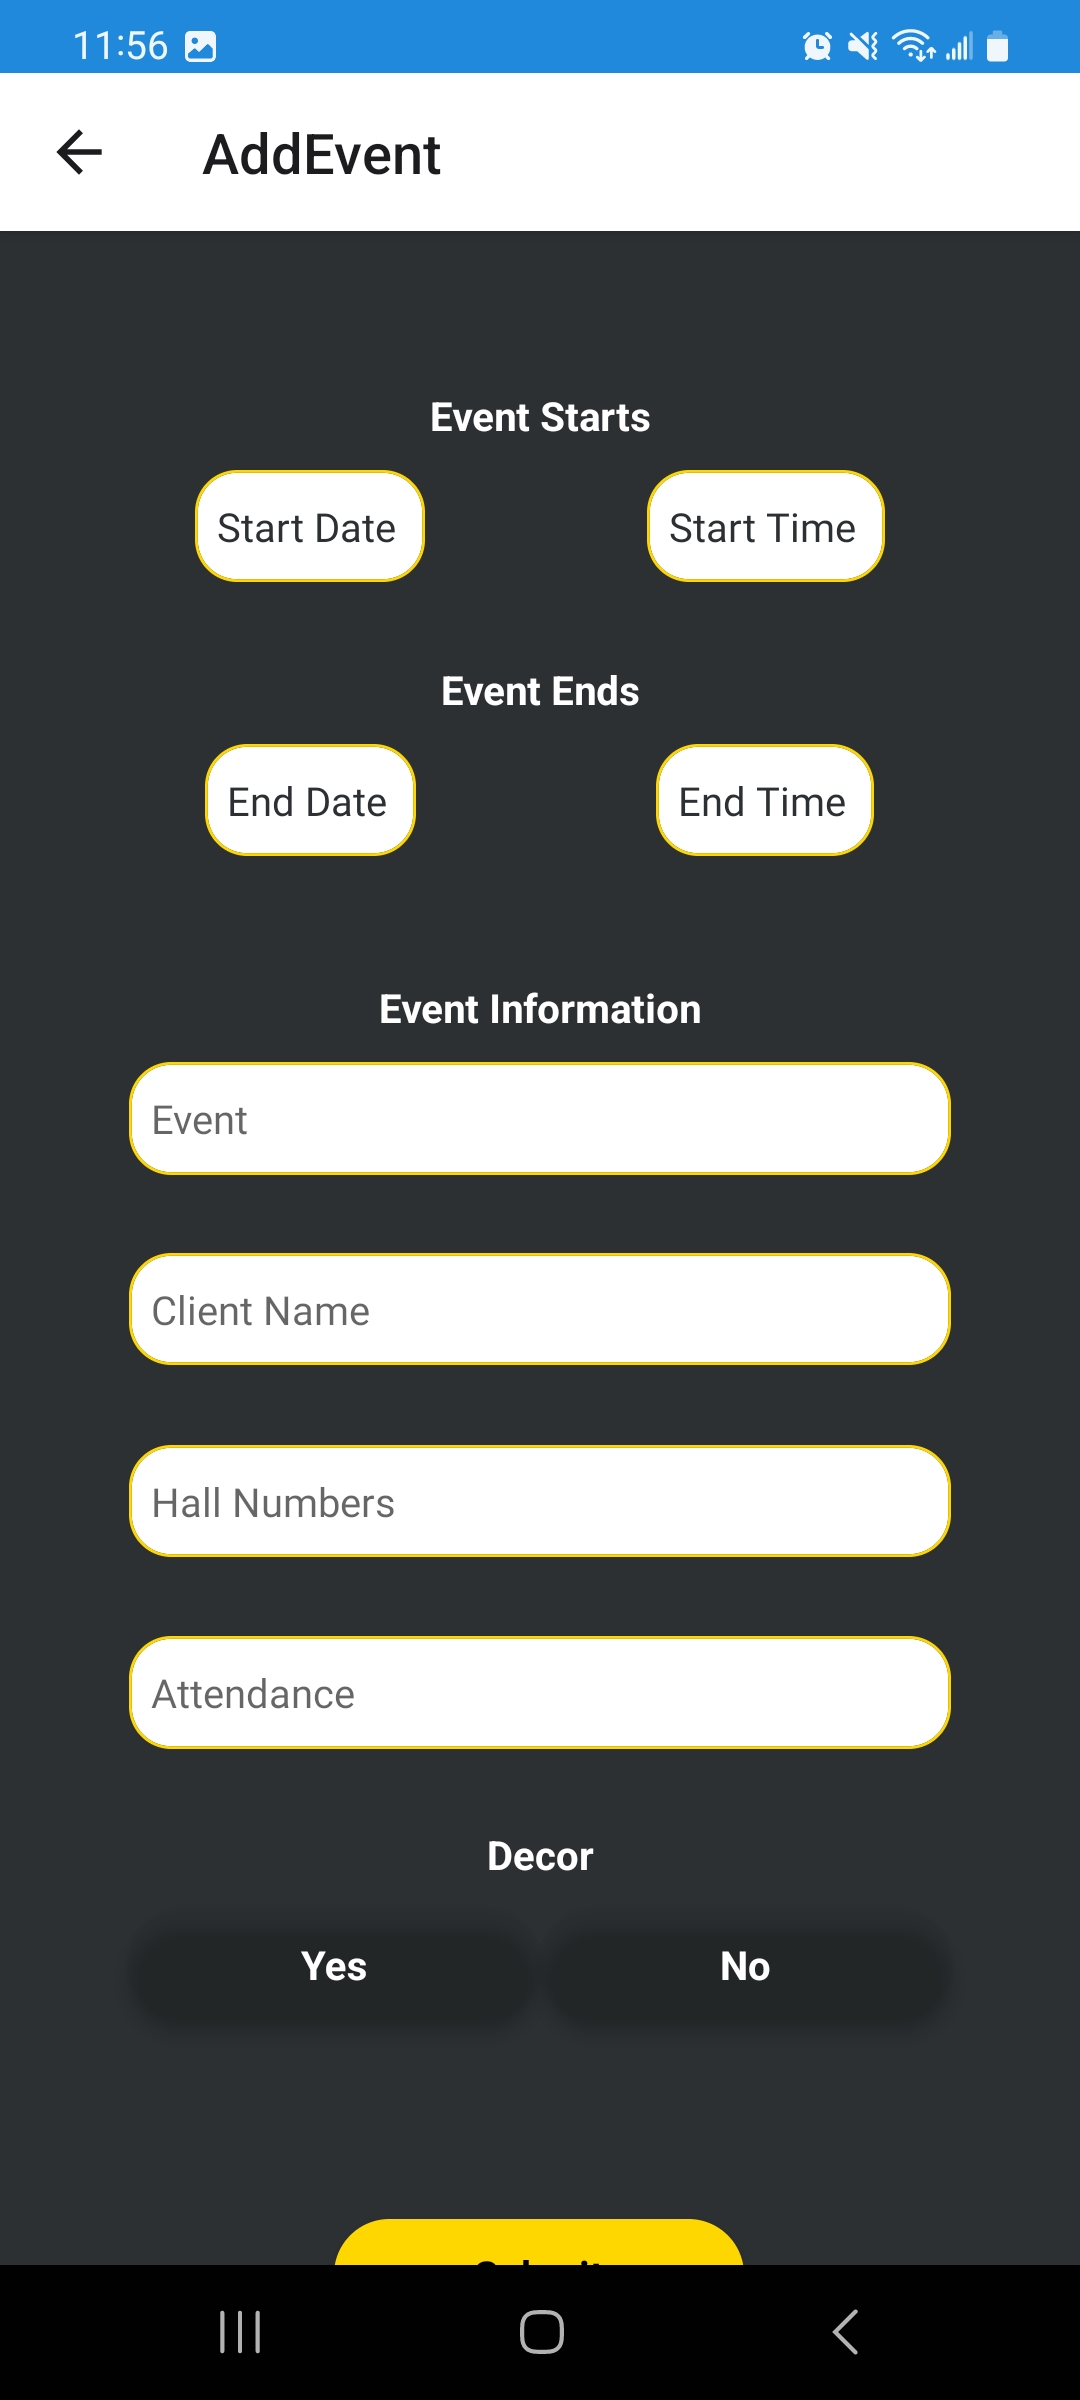 11:56
AddEvent
Event Starts
Start Date
Start Time
Event Ends
End Date
End Time
Event Information
Event
Client Name
Hall Numbers
Attendance
Decor
Yes
No
Submit